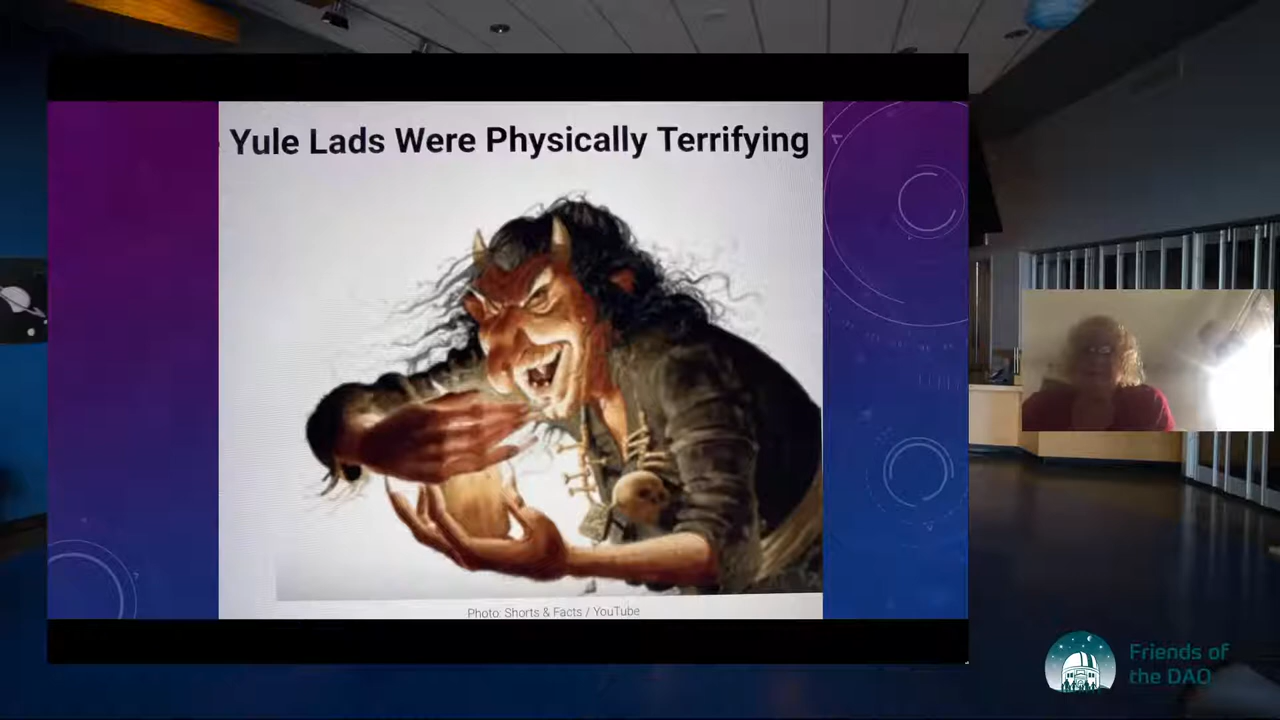 Yule Lads Were Physically Terrifying
Photo: Shorts & Facts / YouTube
Friends of
the DAO